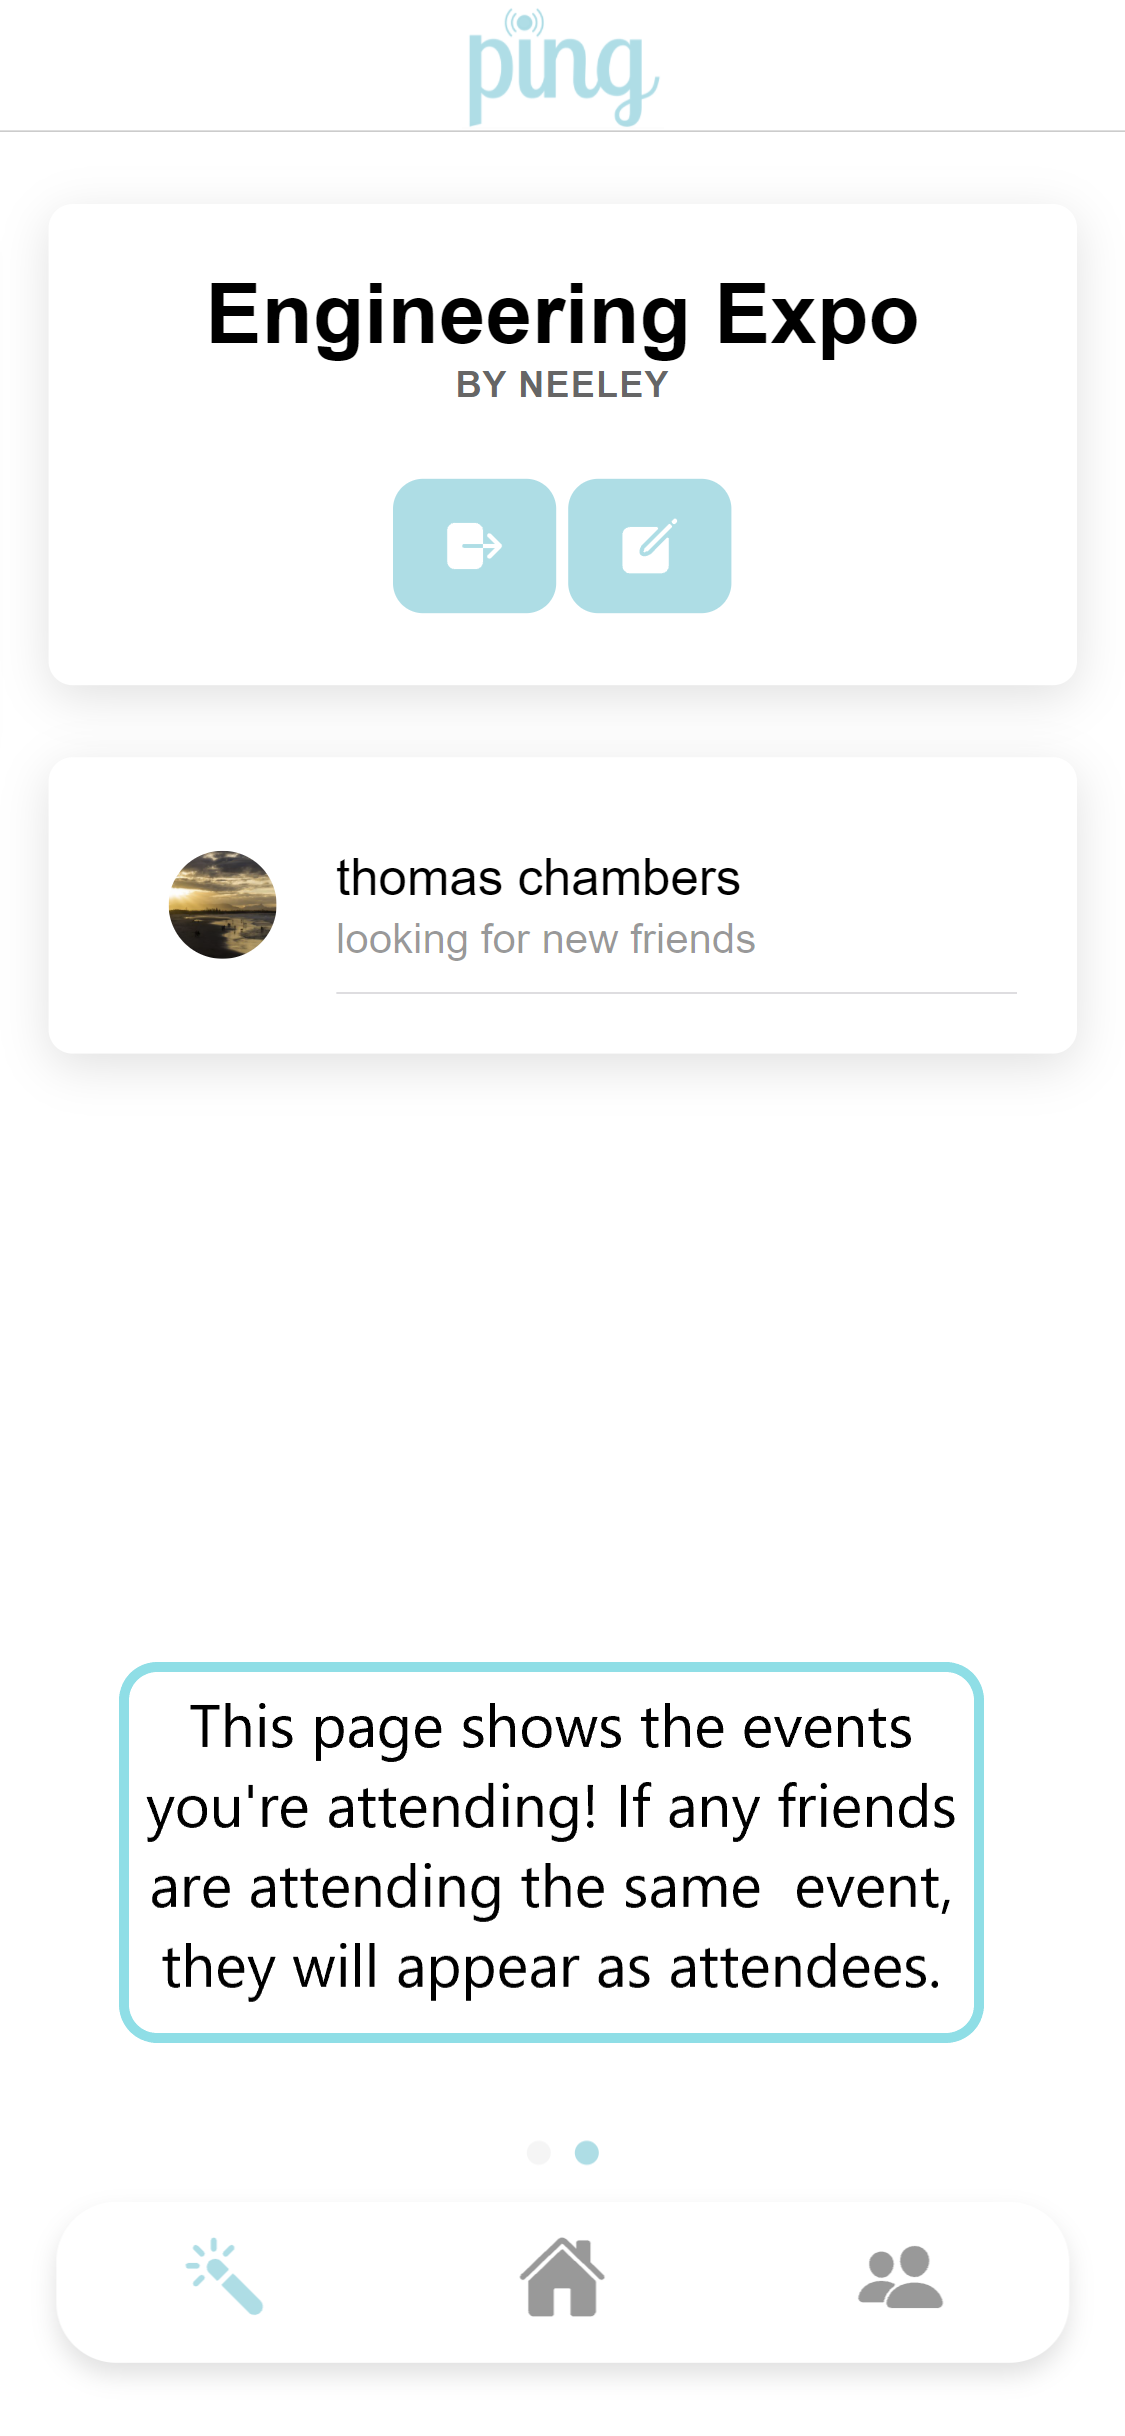 ping
Engineering Expo
BY NEELEY
thomas chambers
looking for new friends
This page shows the events
you're attending! If any friends
are attending the same  event,
they will appear as attendees.